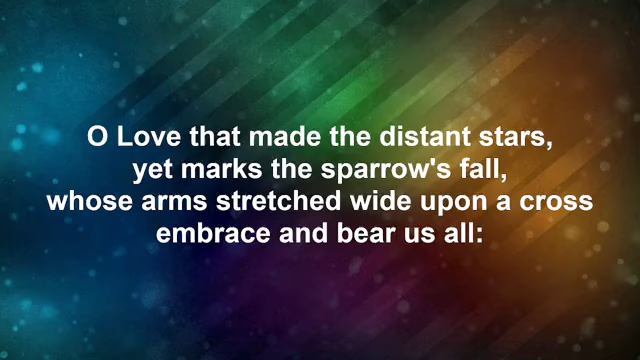 O Love that made the distant stars,
yet marks the sparrow's fall,
whose arms stretched wide upon a cross
embrace and bear us all: